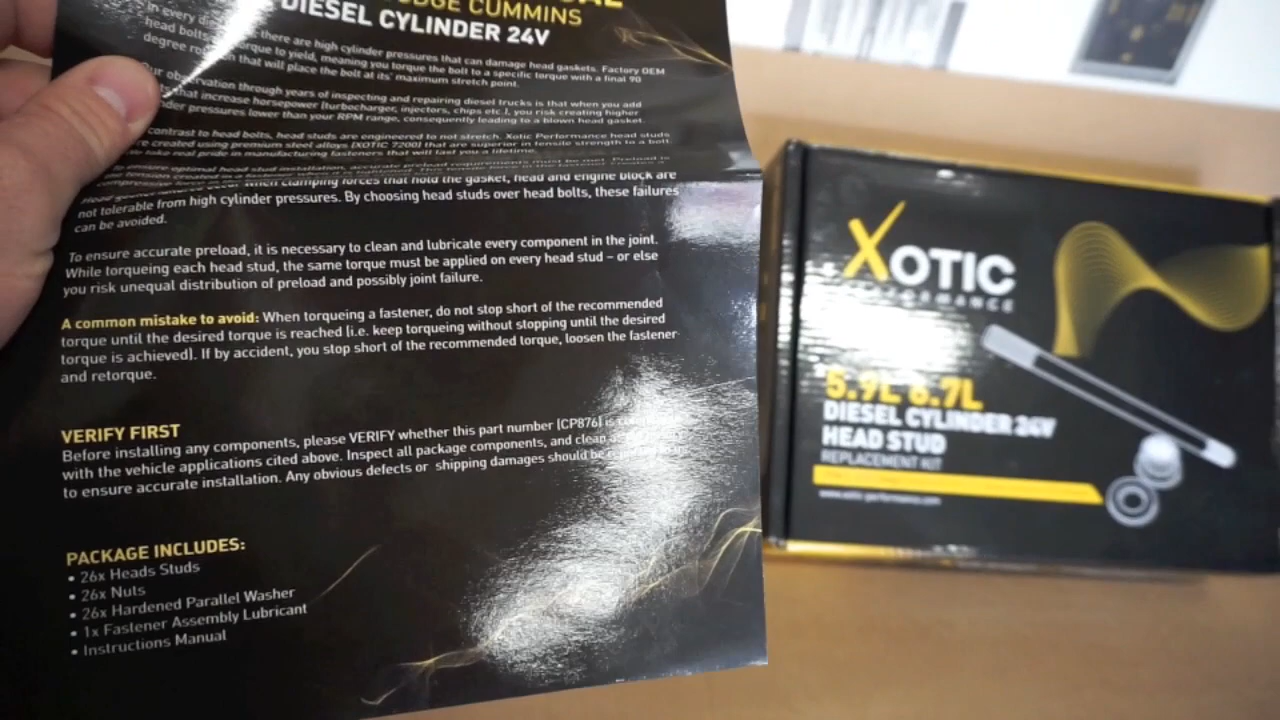 DODGE CUMMINS
DIESEL CYLINDER 24V
In every there are high cylinder pressures that can damage head gaskets. Factory OEM
head bolts torque to yield, meaning you torque the bolt to a specific torque with a final 90
degree that will place the bolt at its' maximum stretch point.
Our observation through years of inspecting and repairing diesel trucks is that when you add
that increase horsepower (turbocharger, injectors, chips etc.), you risk creating higher
pressures lower than your RPM range, consequently leading to a blown head gasket.
contrast to head bolts, head studs are engineered to not stretch. Xotic Performance head studs
are created using premium steel alloys (XOTIC 7200) that are superior in tensile strength to a bolt.
We take real pride in manufacturing fasteners that will last you a lifetime.
optimal head stud installation, preload requirements must be met. Preload is
tension created in a
when clamping forces that hold the gasket, head and engine block are
not tolerable from high cylinder pressures. By choosing head studs over head bolts, these failures
can be avoided.
To ensure accurate preload, it is necessary to clean and lubricate every component in the joint.
While torqueing each head stud, the same torque must be applied on every head stud – or else
you risk unequal distribution of preload and possibly joint failure.
A common mistake to avoid: When torqueing a fastener, do not stop short of the recommended
torque until the desired torque is reached (i.e. keep torqueing without stopping until the desired
torque is achieved). If by accident, you stop short of the recommended torque, loosen the fastener
and retorque.
VERIFY FIRST
Before installing any components, please VERIFY whether this part number (CP876) is
with the vehicle applications cited above. Inspect all package components, and clean
to ensure accurate installation. Any obvious defects or shipping damages should be
PACKAGE INCLUDES:
• 26x Heads Studs
• 26x Nuts
• 26x Hardened Parallel Washer
• 1x Fastener Assembly Lubricant
• Instructions Manual
XOTIC
PERFORMANCE
5.9L 6.7L
DIESEL CYLINDER 24V
HEAD STUD
REPLACEMENT KIT
www.xotic-performance.com